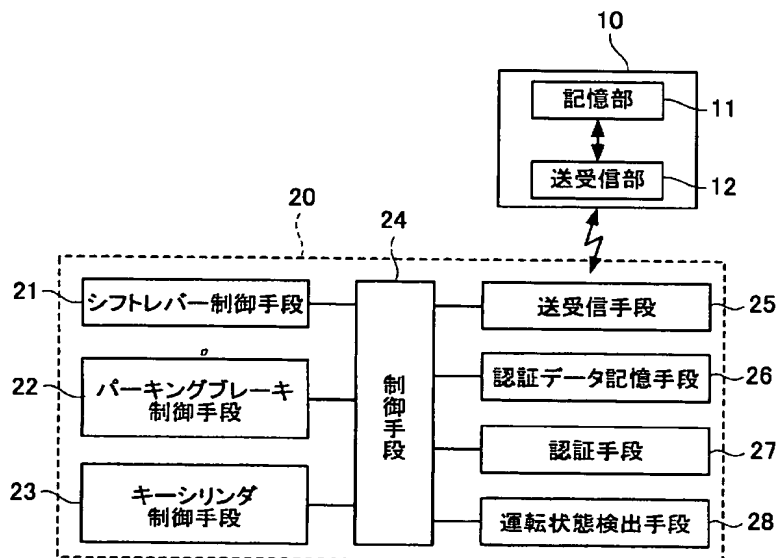 10
記憶部
11
送受信部
12
20
24
21
シフトレバー制御手段
送受信手段
25
22
パーキングブレーキ
制御手段
制御手段
認証データ記憶手段
26
認証手段
27
23
キーシリンダ
制御手段
運転状態検出手段
28